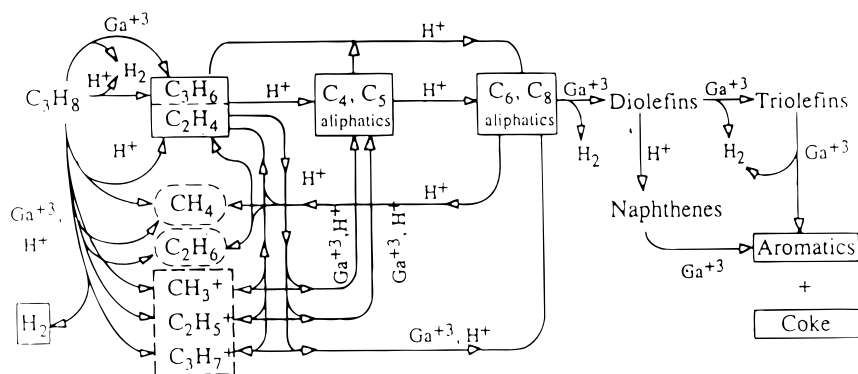 Ga⁺³
H⁺
H₂
C₃H₈
H⁺
Ga⁺³,
H⁺
H₂
C₃H₆
C₂H₄
CH₄
C₂H₆
CH₃⁺
C₂H₅⁺
C₃H₇⁺
H⁺
H⁺
C₄, C₅
aliphatics
H⁺
H⁺
H⁺
Ga⁺³, H⁺
Ga⁺³, H⁺
Ga⁺³, H⁺
C₆, C₈
aliphatics
Ga⁺³
H₂
Diolefins
Ga⁺³
H₂
Triolefins
H⁺
Ga⁺³
Naphthenes
Ga⁺³
Aromatics
+
Coke